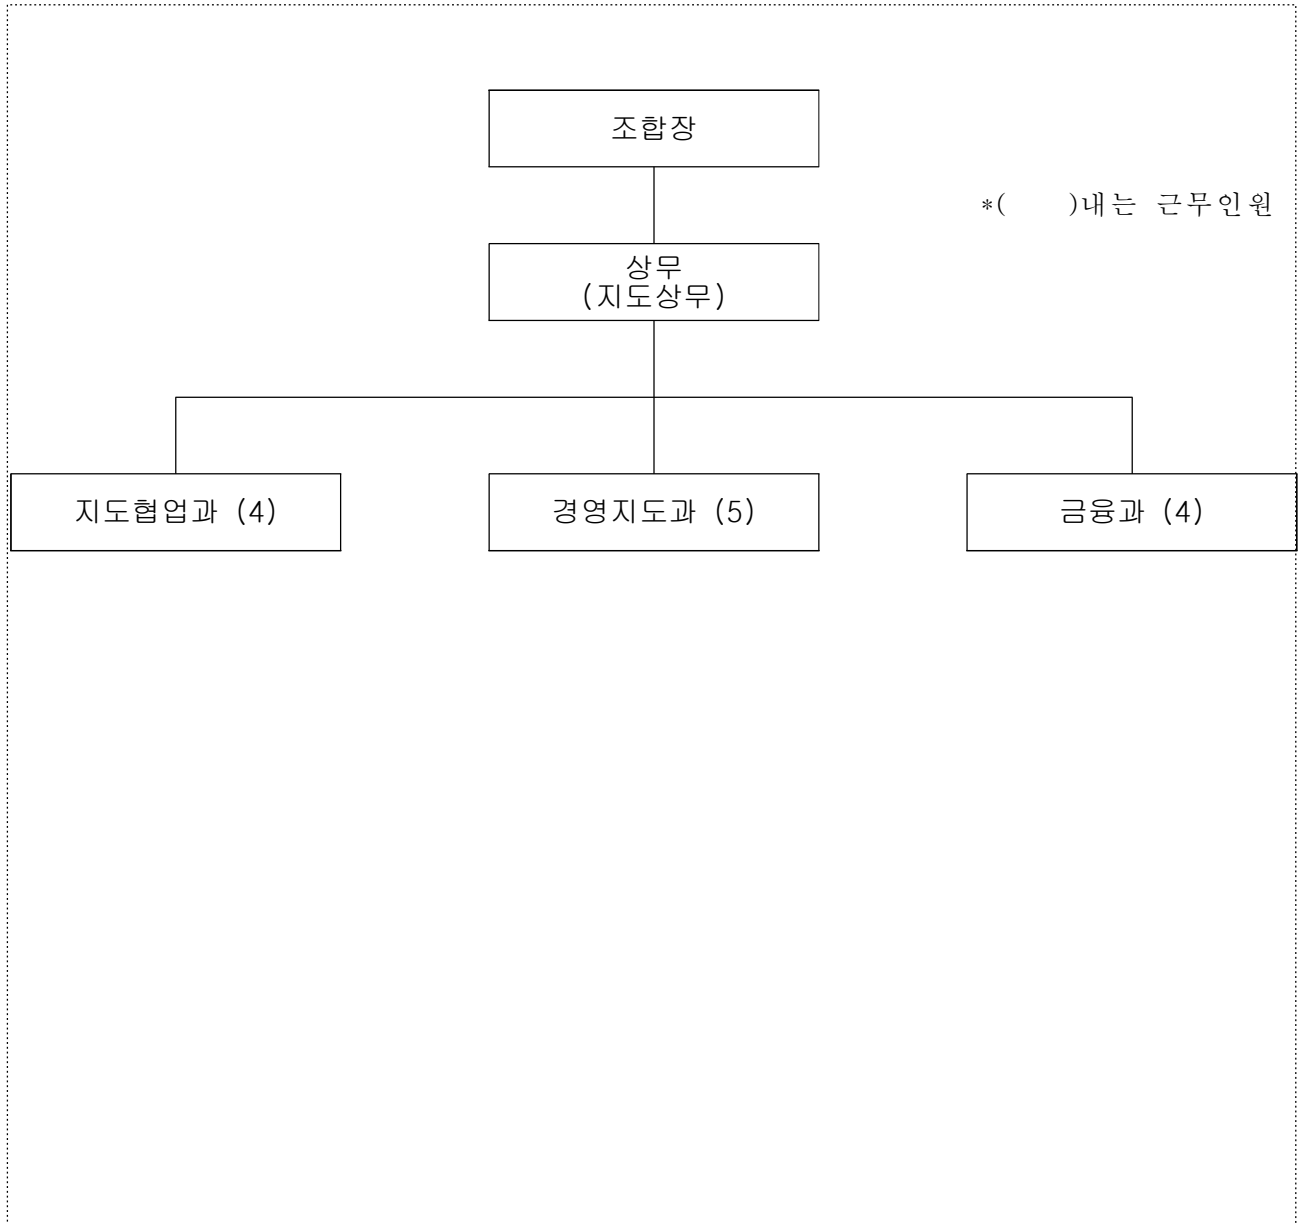 조합장
*(    )내는 근무인원
상무
(지도상무)
지도협업과 (4)
경영지도과 (5)
금융과 (4)